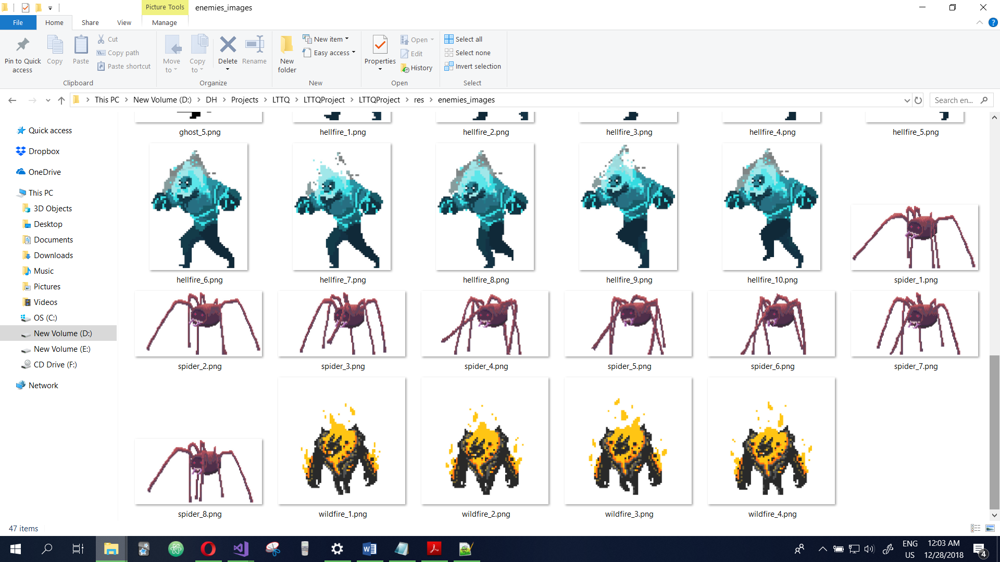 Picture Tools enemies_images
File Home Share View Manage
Pin to Quick access
Copy
Paste
Cut
Copy path
Paste shortcut
Clipboard
Move to
Copy to
Delete
Rename
Organize
New folder
New item
Easy access
New
Properties
Open
Edit
History
Open
Select all
Select none
Invert selection
Select
This PC New Volume (D:) DH Projects LTTQ LTTQProject LTTQProject res enemies_images
Search en...
Quick access
Dropbox
OneDrive
This PC
3D Objects
Desktop
Documents
Downloads
Music
Pictures
Videos
OS (C:)
New Volume (D:)
New Volume (E:)
CD Drive (F:)
Network
ghost_5.png hellfire_1.png hellfire_2.png hellfire_3.png hellfire_4.png hellfire_5.png
hellfire_6.png hellfire_7.png hellfire_8.png hellfire_9.png hellfire_10.png spider_1.png
spider_2.png spider_3.png spider_4.png spider_5.png spider_6.png spider_7.png
spider_8.png wildfire_1.png wildfire_2.png wildfire_3.png wildfire_4.png
47 items
ENG
US
12:03 AM
12/28/2018
4